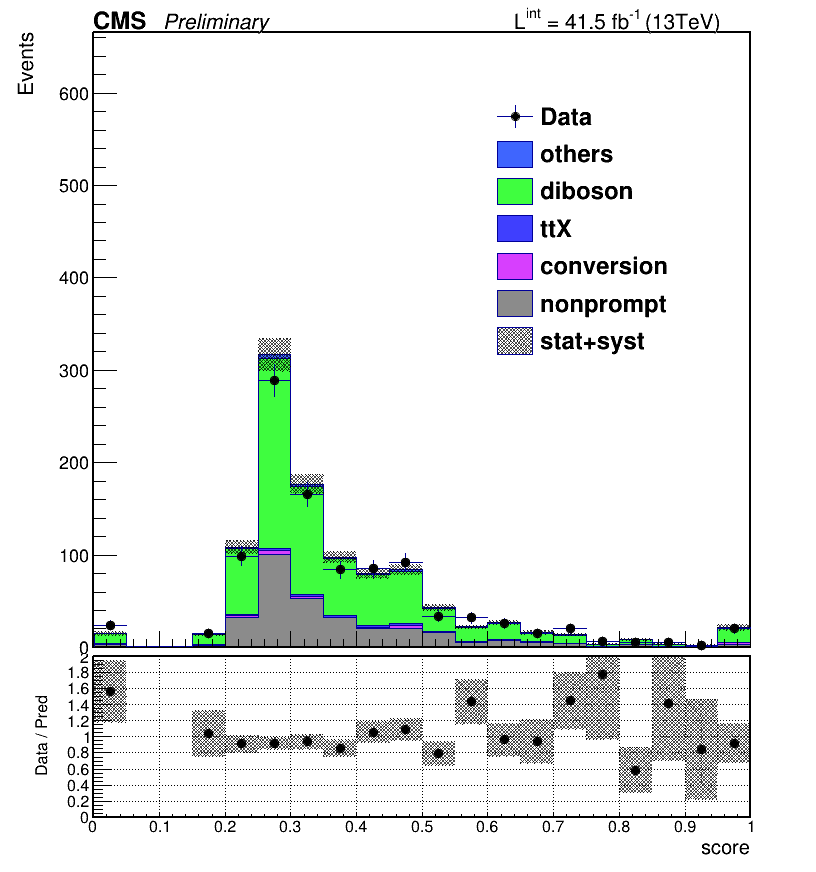 CMS Preliminary L^int = 41.5 fb^-1 (13TeV)
Events
600
500
400
300
200
100
0
Data
others
diboson
ttX
conversion
nonprompt
stat+syst
Data / Pred
2
1.8
1.6
1.4
1.2
1
0.8
0.6
0.4
0.2
0
0 0.1 0.2 0.3 0.4 0.5 0.6 0.7 0.8 0.9 1
score